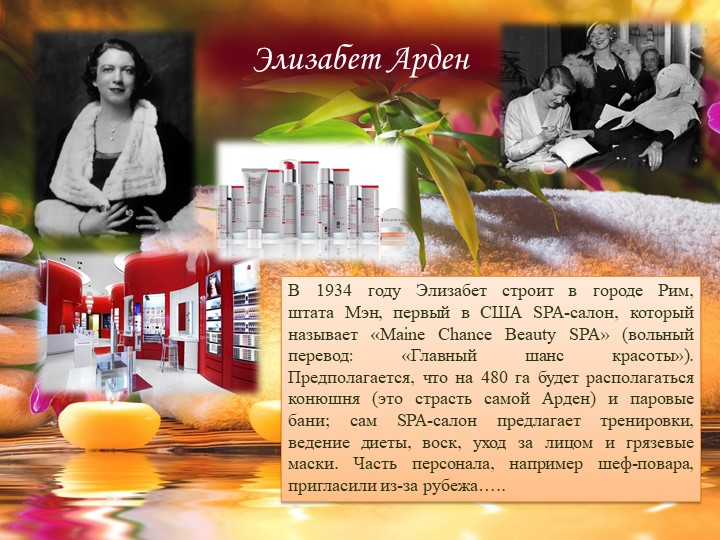 Элизабет Арден
В 1934 году Элизабет строит в городе Рим,
штата Мэн, первый в США SPA-салон, который
называет «Maine Chance Beauty SPA» (вольный
перевод: «Главный шанс красоты»).
Предполагается, что на 480 га будет располагаться
конюшня (это страсть самой Арден) и паровые
бани; сам SPA-салон предлагает тренировки,
ведение диеты, воск, уход за лицом и грязевые
маски. Часть персонала, например шеф-повара,
пригласили из-за рубежа…..